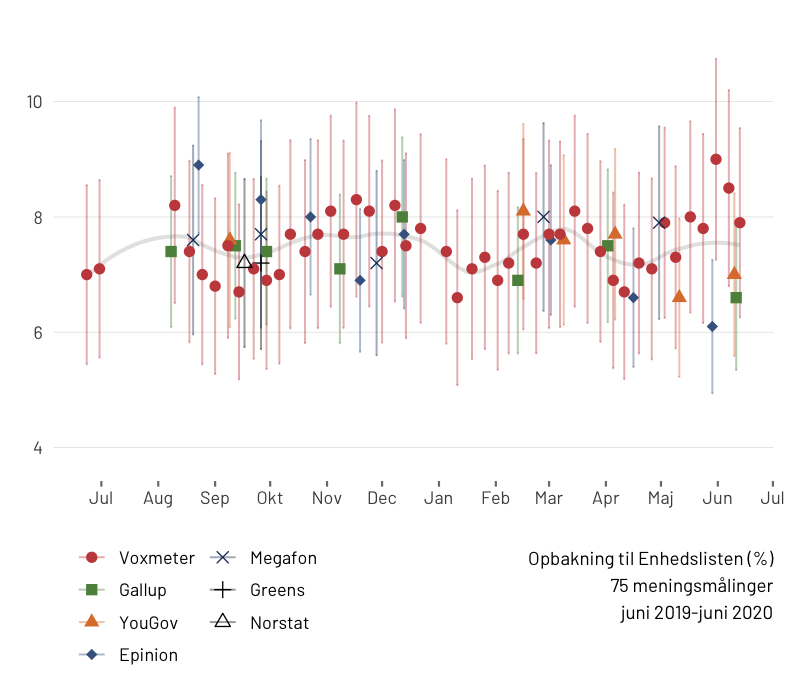 10
8
6
4
Jul Aug Sep Okt Nov Dec Jan Feb Mar Apr Maj Jun Jul
Voxmeter Megafon
Gallup Greens
YouGov Norstat
Epinion
Opbakning til Enhedslisten (%)
75 meningsmålinger
juni 2019-juni 2020